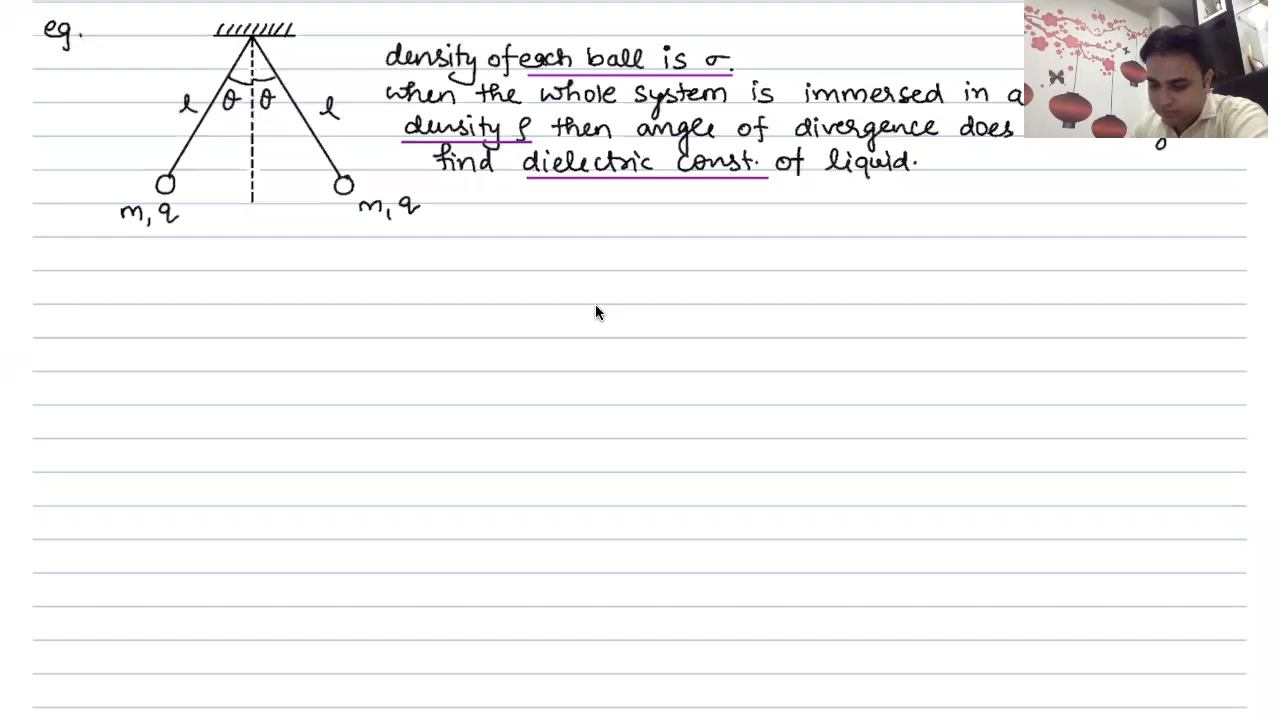 eg.
density of each ball is σ.
when the whole system is immersed in a
density ρ then angle of divergence does
find dielectric const. of liquid.
l θ θ l
m, q
m, q